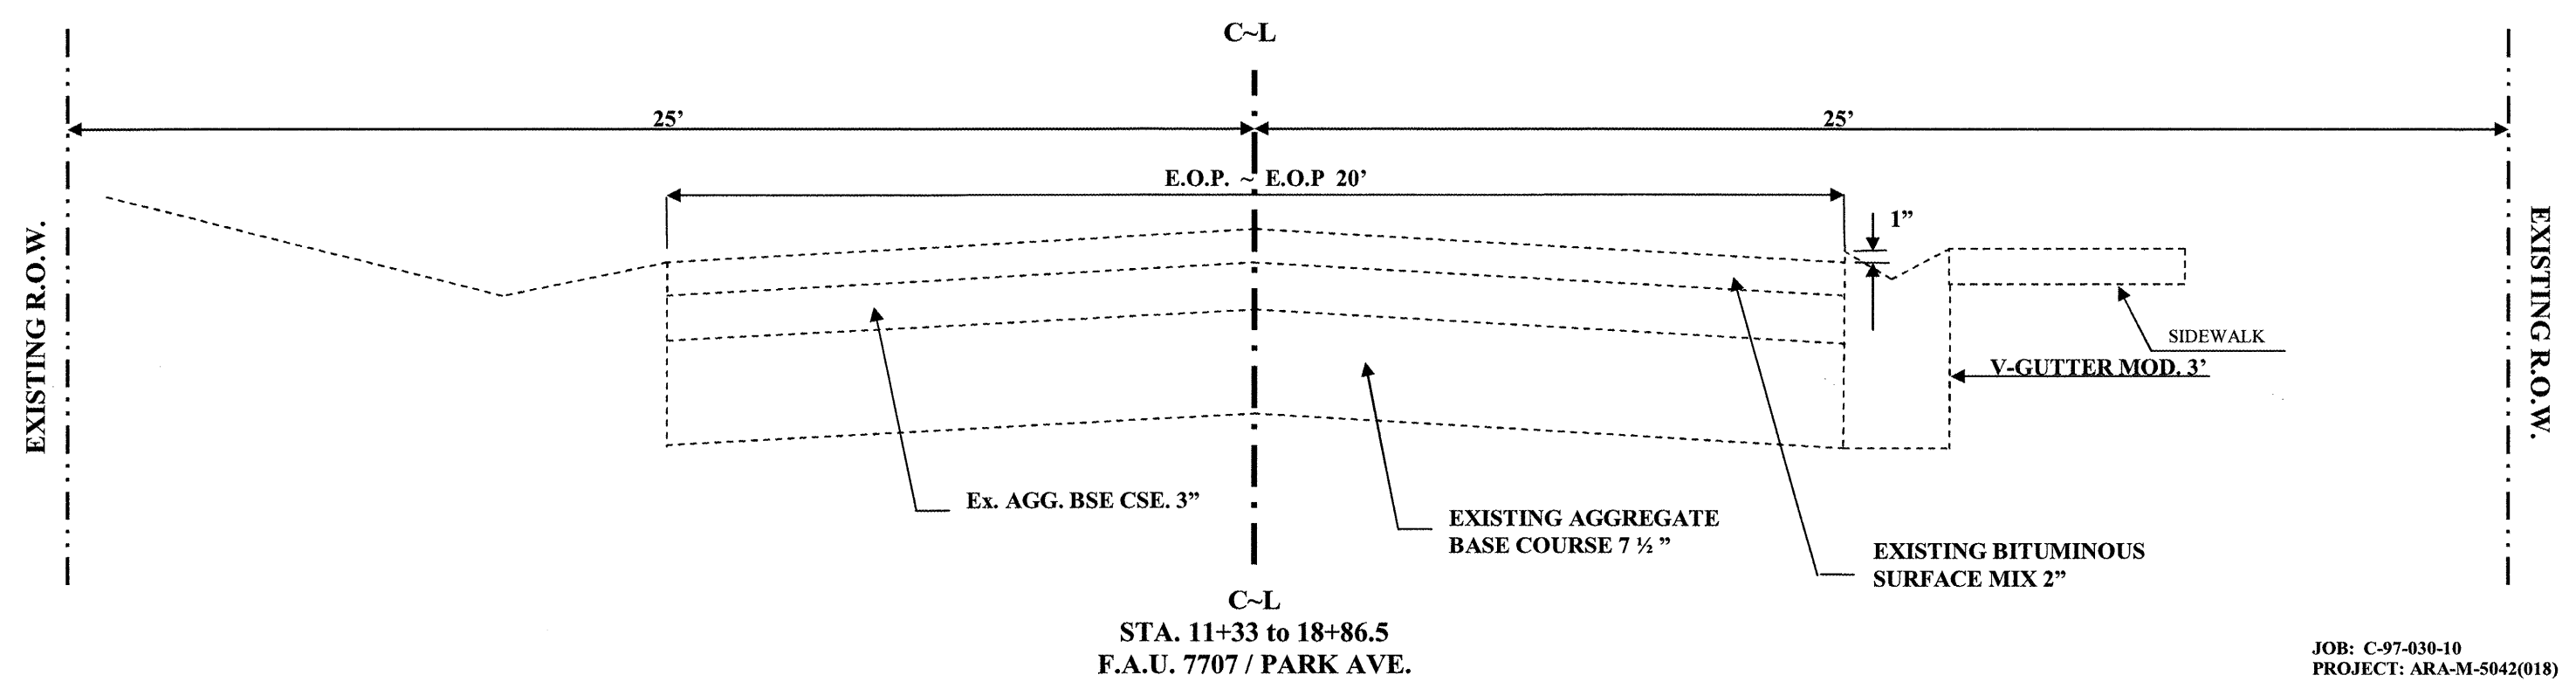 C~L
25’
25’
E.O.P. ~ E.O.P 20’
1”
EXISTING R.O.W.
EXISTING R.O.W.
SIDEWALK
V-GUTTER MOD. 3’
Ex. AGG. BSE CSE. 3”
EXISTING AGGREGATE
BASE COURSE 7 ½ ”
EXISTING BITUMINOUS
SURFACE MIX 2”
C~L
STA. 11+33 to 18+86.5
F.A.U. 7707 / PARK AVE.
JOB: C-97-030-10
PROJECT: ARA-M-5042(018)